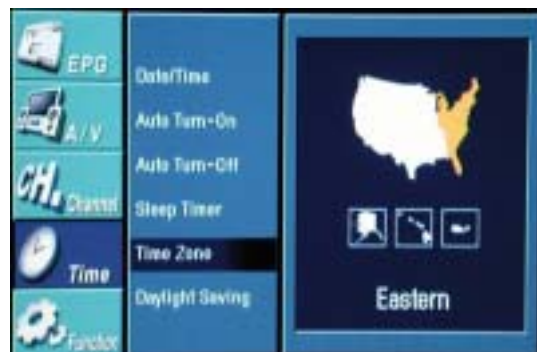 EPG
A/V
CH. Channel
Time
Function
Date/Time
Auto Turn-On
Auto Turn-Off
Sleep Timer
Time Zone
Daylight Saving
Eastern